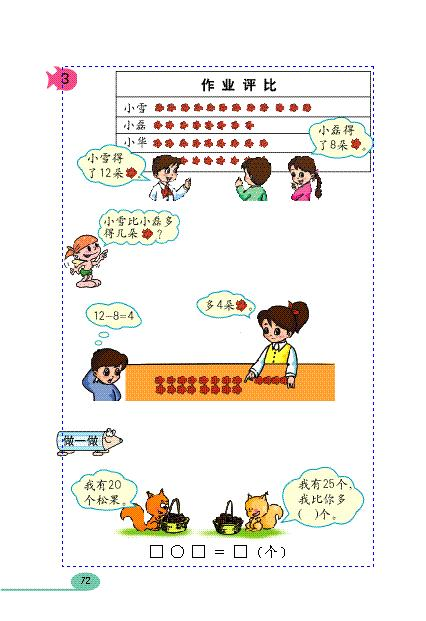 3
作业评比
小雪
小磊
小华
小磊得
了8朵。
小雪得
了12朵
小雪比小磊多
得几朵 ?
12-8=4
多4朵。
做一做
我有20
个松果。
我有25个,
我比你多
( )个。
□○□=□(个)
72